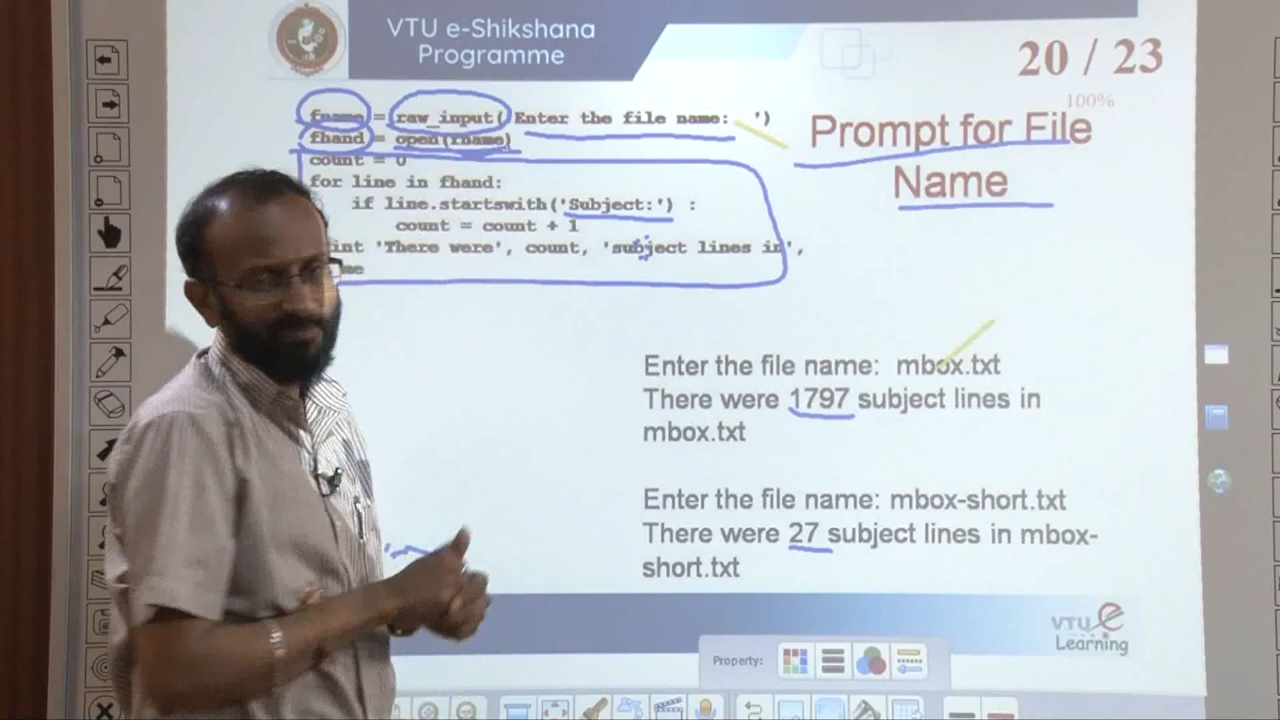 VTU e-Shikshana
Programme
20 / 23
100%
Prompt for File
Name
fname = raw_input( Enter the file name: ')
fhand = open(fname)
count = 0
for line in fhand:
if line.startswith('Subject:') :
count = count + 1
int 'There were', count, 'subject lines in',
me
Enter the file name: mbox.txt
There were 1797 subject lines in
mbox.txt
Enter the file name: mbox-short.txt
There were 27 subject lines in mbox-
short.txt
VTU e
Learning
Property: